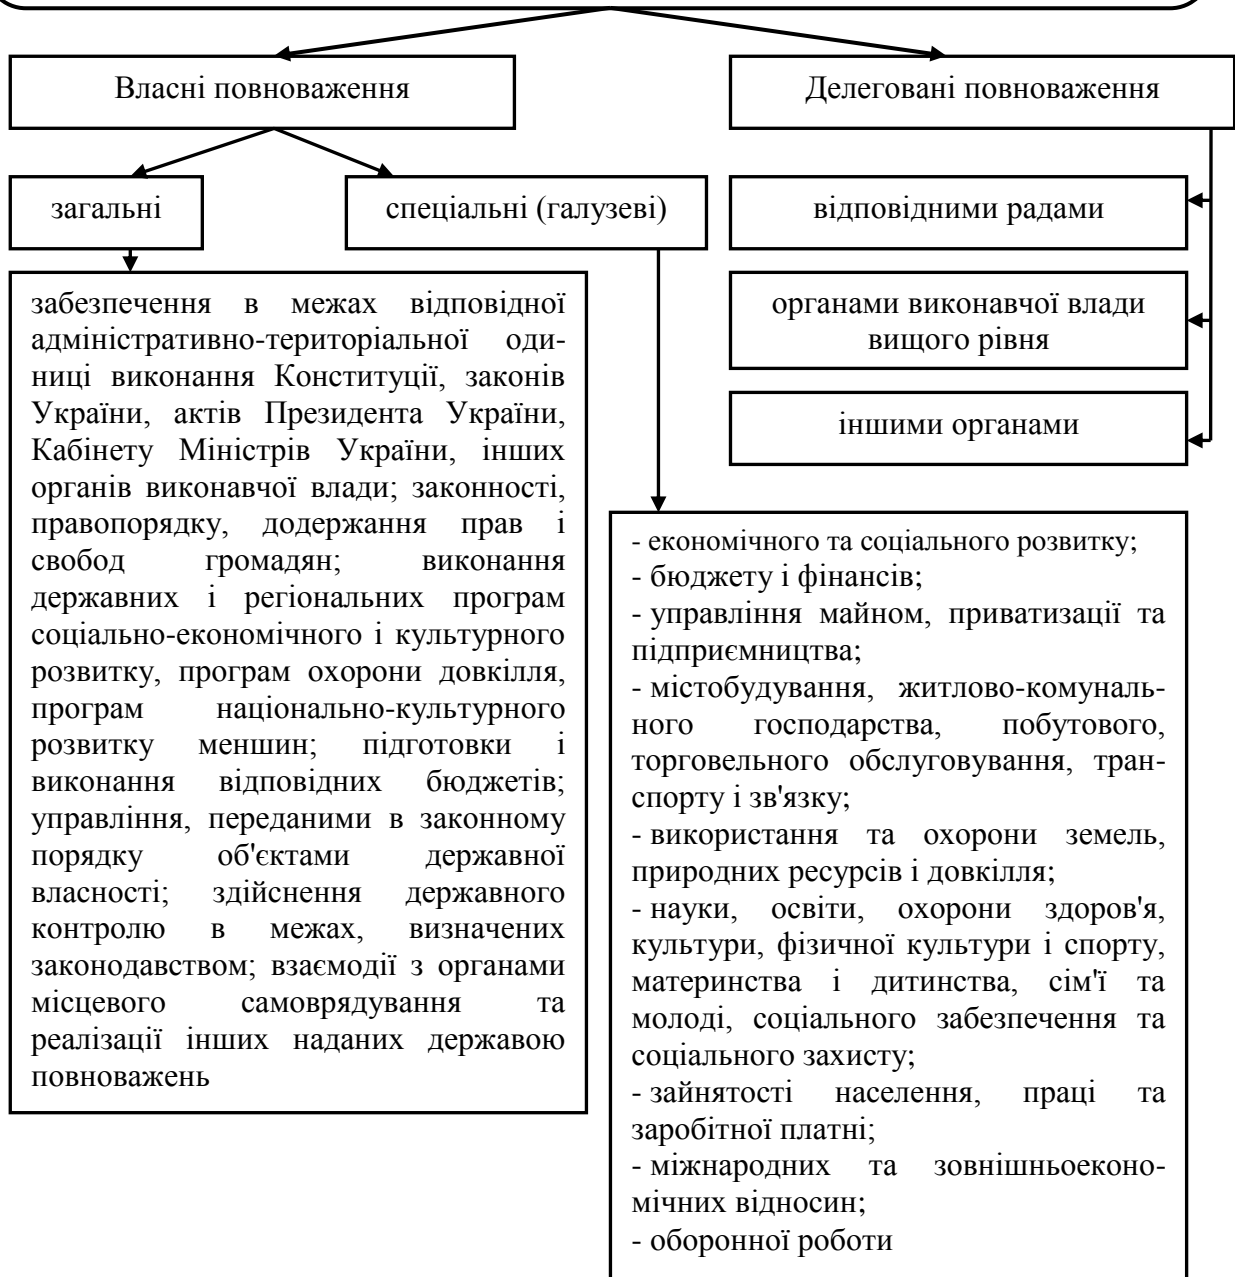 Власні повноваження
Делеговані повноваження
загальні
спеціальні (галузеві)
відповідними радами
органами виконавчої влади
вищого рівня
іншими органами
забезпечення в межах відповідної
адміністративно-територіальної оди-
ниці виконання Конституції, законів
України, актів Президента України,
Кабінету Міністрів України, інших
органів виконавчої влади; законності,
правопорядку, додержання прав і
свобод громадян; виконання
державних і регіональних програм
соціально-економічного і культурного
розвитку, програм охорони довкілля,
програм національно-культурного
розвитку меншин; підготовки і
виконання відповідних бюджетів;
управління, переданими в законному
порядку об'єктами державної
власності; здійснення державного
контролю в межах, визначених
законодавством; взаємодії з органами
місцевого самоврядування та
реалізації інших наданих державою
повноважень
- економічного та соціального розвитку;
- бюджету і фінансів;
- управління майном, приватизації та
підприємництва;
- містобудування, житлово-комуналь-
ного господарства, побутового,
торговельного обслуговування, тран-
спорту і зв'язку;
- використання та охорони земель,
природних ресурсів і довкілля;
- науки, освіти, охорони здоров'я,
культури, фізичної культури і спорту,
материнства і дитинства, сім'ї та
молоді, соціального забезпечення та
соціального захисту;
- зайнятості населення, праці та
заробітної платні;
- міжнародних та зовнішньоеконо-
мічних відносин;
- оборонної роботи